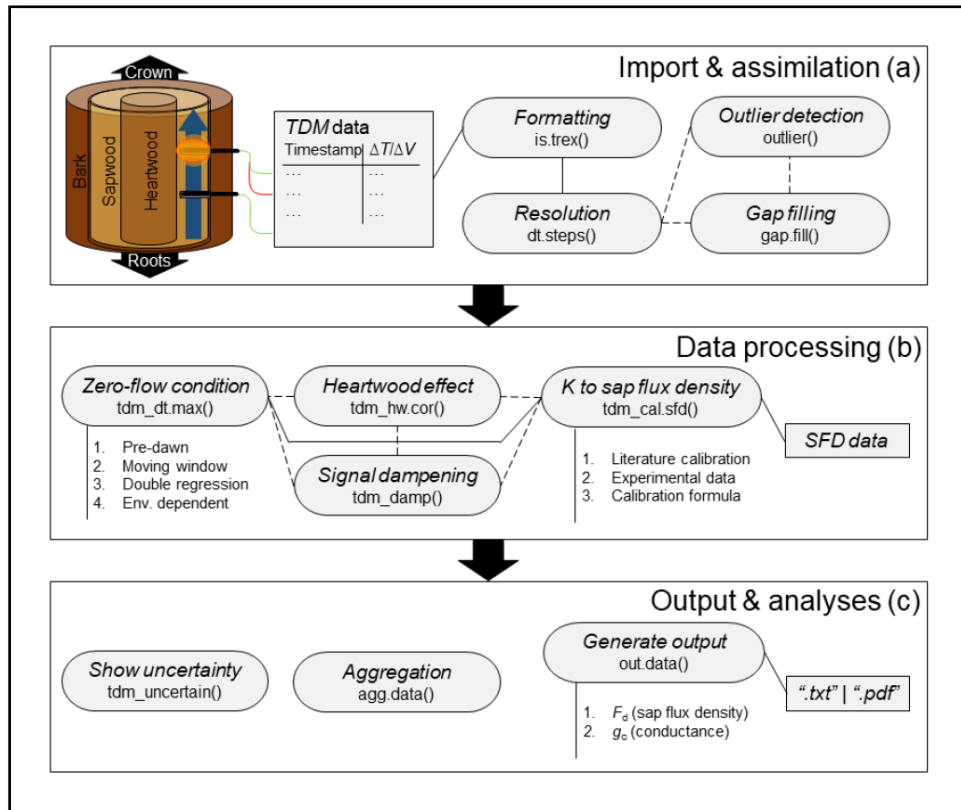 Import & assimilation (a)
Crown
Bark
Sapwood
Heartwood
Roots
TDM data
Timestamp ΔT/ΔV
... ...
... ...
... ...
Formatting
is.trex()
Resolution
dt.steps()
Outlier detection
outlier()
Gap filling
gap.fill()
Data processing (b)
Zero-flow condition
tdm_dt.max()
1. Pre-dawn
2. Moving window
3. Double regression
4. Env. dependent
Heartwood effect
tdm_hw.cor()
Signal dampening
tdm_damp()
K to sap flux density
tdm_cal.sfd()
1. Literature calibration
2. Experimental data
3. Calibration formula
SFD data
Output & analyses (c)
Show uncertainty
tdm_uncertain()
Aggregation
agg.data()
Generate output
out.data()
1. Fd (sap flux density)
2. gc (conductance)
“.txt” | “.pdf”